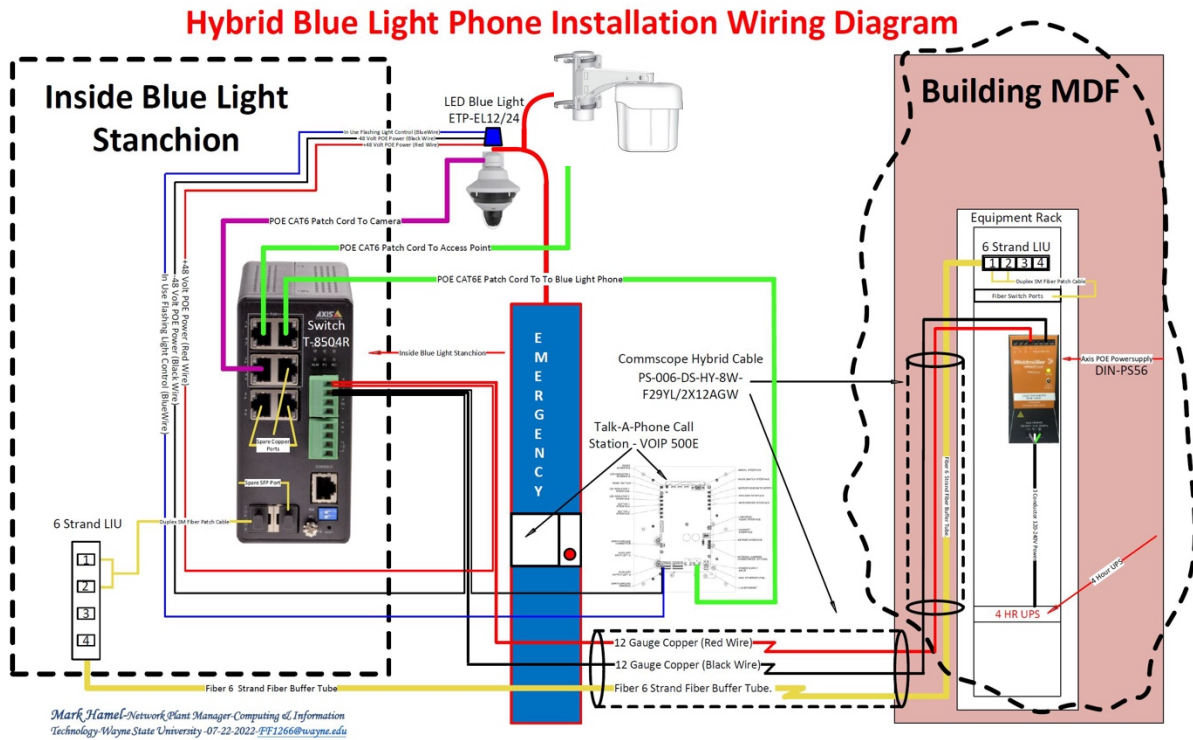 Hybrid Blue Light Phone Installation Wiring Diagram
Inside Blue Light
Stanchion
LED Blue Light
ETP-EL12/24
Building MDF
In Use Flashing Light Control (BlueWire)
-48 Volt POE Power (Black Wire)
+48 Volt POE Power (Red Wire)
POE CAT6 Patch Cord To Camera
POE CAT6 Patch Cord To Access Point
POE CAT6E Patch Cord To To Blue Light Phone
+48 Volt POE Power (Red Wire)
-48 Volt POE Power (Black Wire)
In Use Flashing Light Control (BlueWire)
AXIS
Switch
T-8504R
Inside Blue Light Stanchion
Spare Copper
Ports
Spare SFP Port
Duplex SM Fiber Patch Cable
6 Strand LIU
1
2
3
4
EMERGENCY
Commscope Hybrid Cable
PS-006-DS-HY-8W-
F29YL/2X12AGW
Talk-A-Phone Call
Station - VOIP 500E
Equipment Rack
6 Strand LIU
1 2 3 4
Duplex SM Fiber Patch Cable
Fiber Switch Ports
Axis POE Powersupply
DIN-PS56
Fiber 6 Strand Fiber Buffer Tube
3 Conductor 120-240V Power
4 Hour UPS
4 HR UPS
12 Gauge Copper (Red Wire)
12 Gauge Copper (Black Wire)
Fiber 6 Strand Fiber Buffer Tube
Fiber 6 Strand Fiber Buffer Tube.
Mark Hamel-Network Plant Manager-Computing & Information
Technology-Wayne State University -07-22-2022-FF1266@wayne.edu